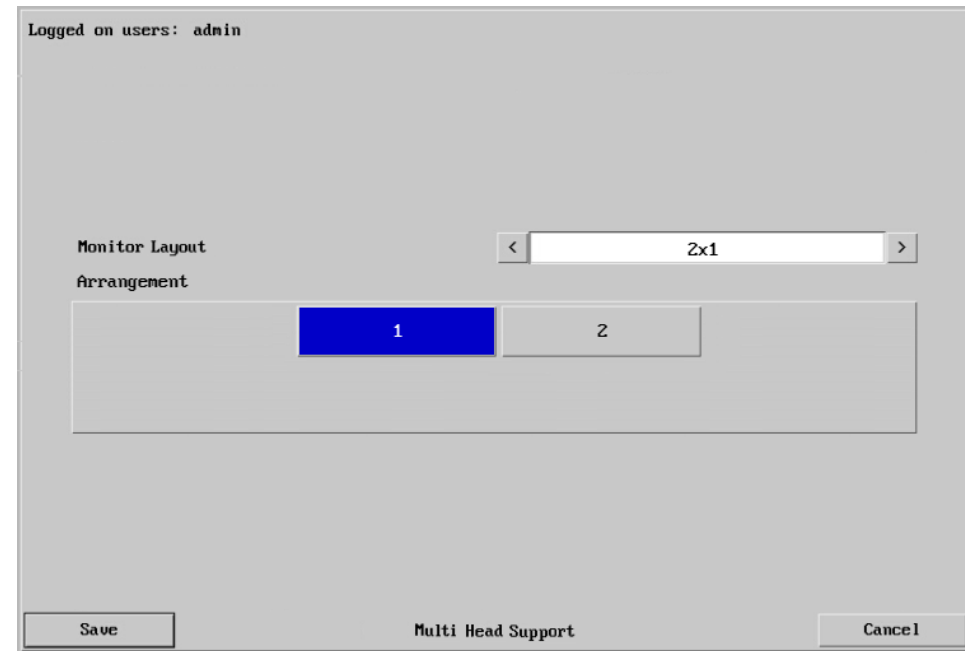 Logged on users: admin
Monitor Layout < 2x1 >
Arrangement
1 2
Save Multi Head Support Cancel